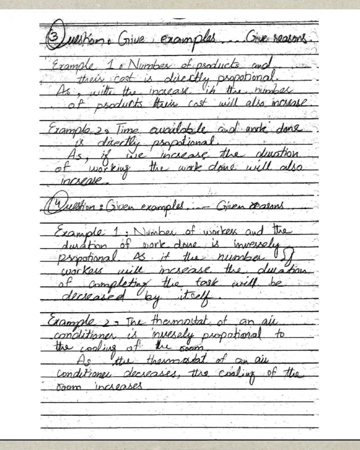 ③ Question: Give examples... Give reasons.
Example 1: Number of products and
their cost is directly propotional.
As, with the increase in the number
of products their cost will also increase.
Example 2: Time available and work done
is directly propotional.
As, if we increase the duration
of working the work done will also
increase.
④ Question: Given examples... Given reasons
Example 1: Number of workers and the
duration of work done is inversely
propotional As if the number of
workers will increase the duration
of completing the task will be
decreased by itself.
Example 2: The thermostat of an air
conditioner is inversely propotional to
the cooling of the room.
As the thermostat of an air
conditioner decreases, the cooling of the
room increases